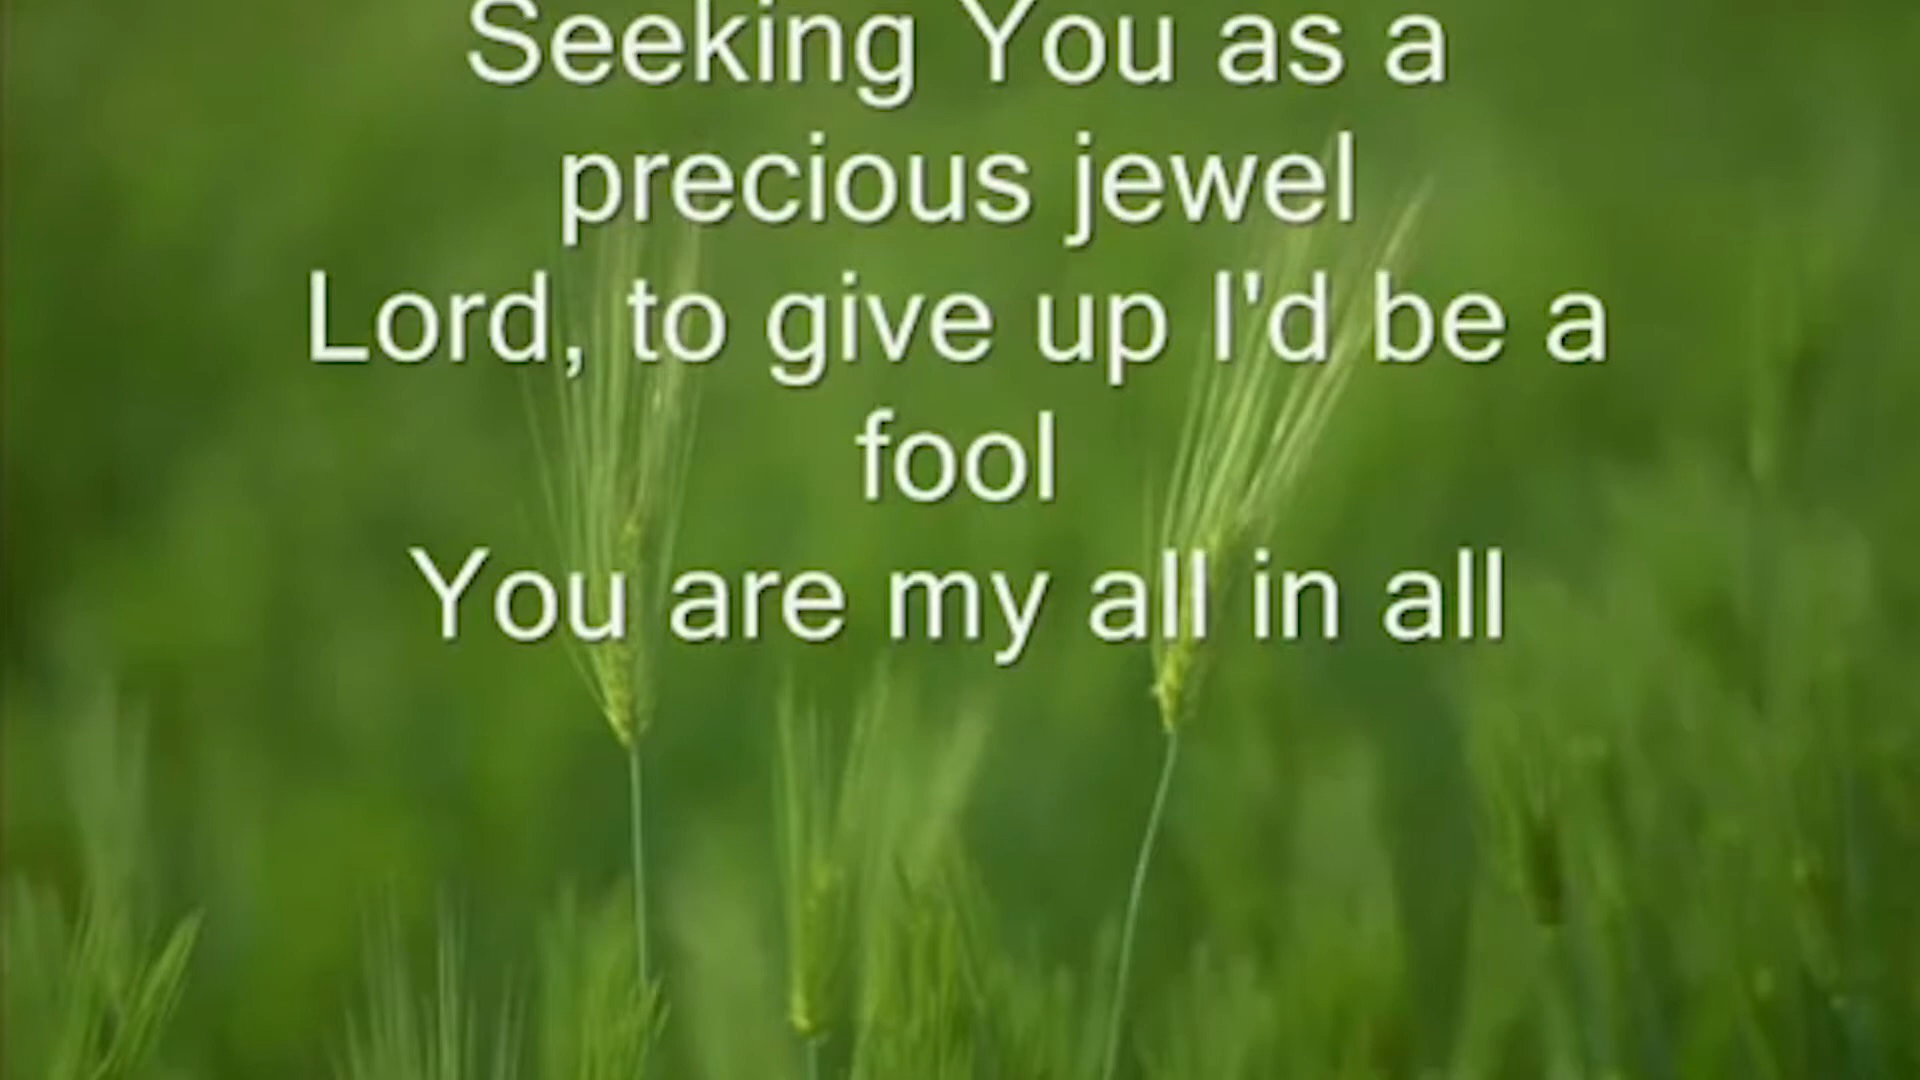 Seeking You as a
precious jewel
Lord, to give up I'd be a
fool
You are my all in all